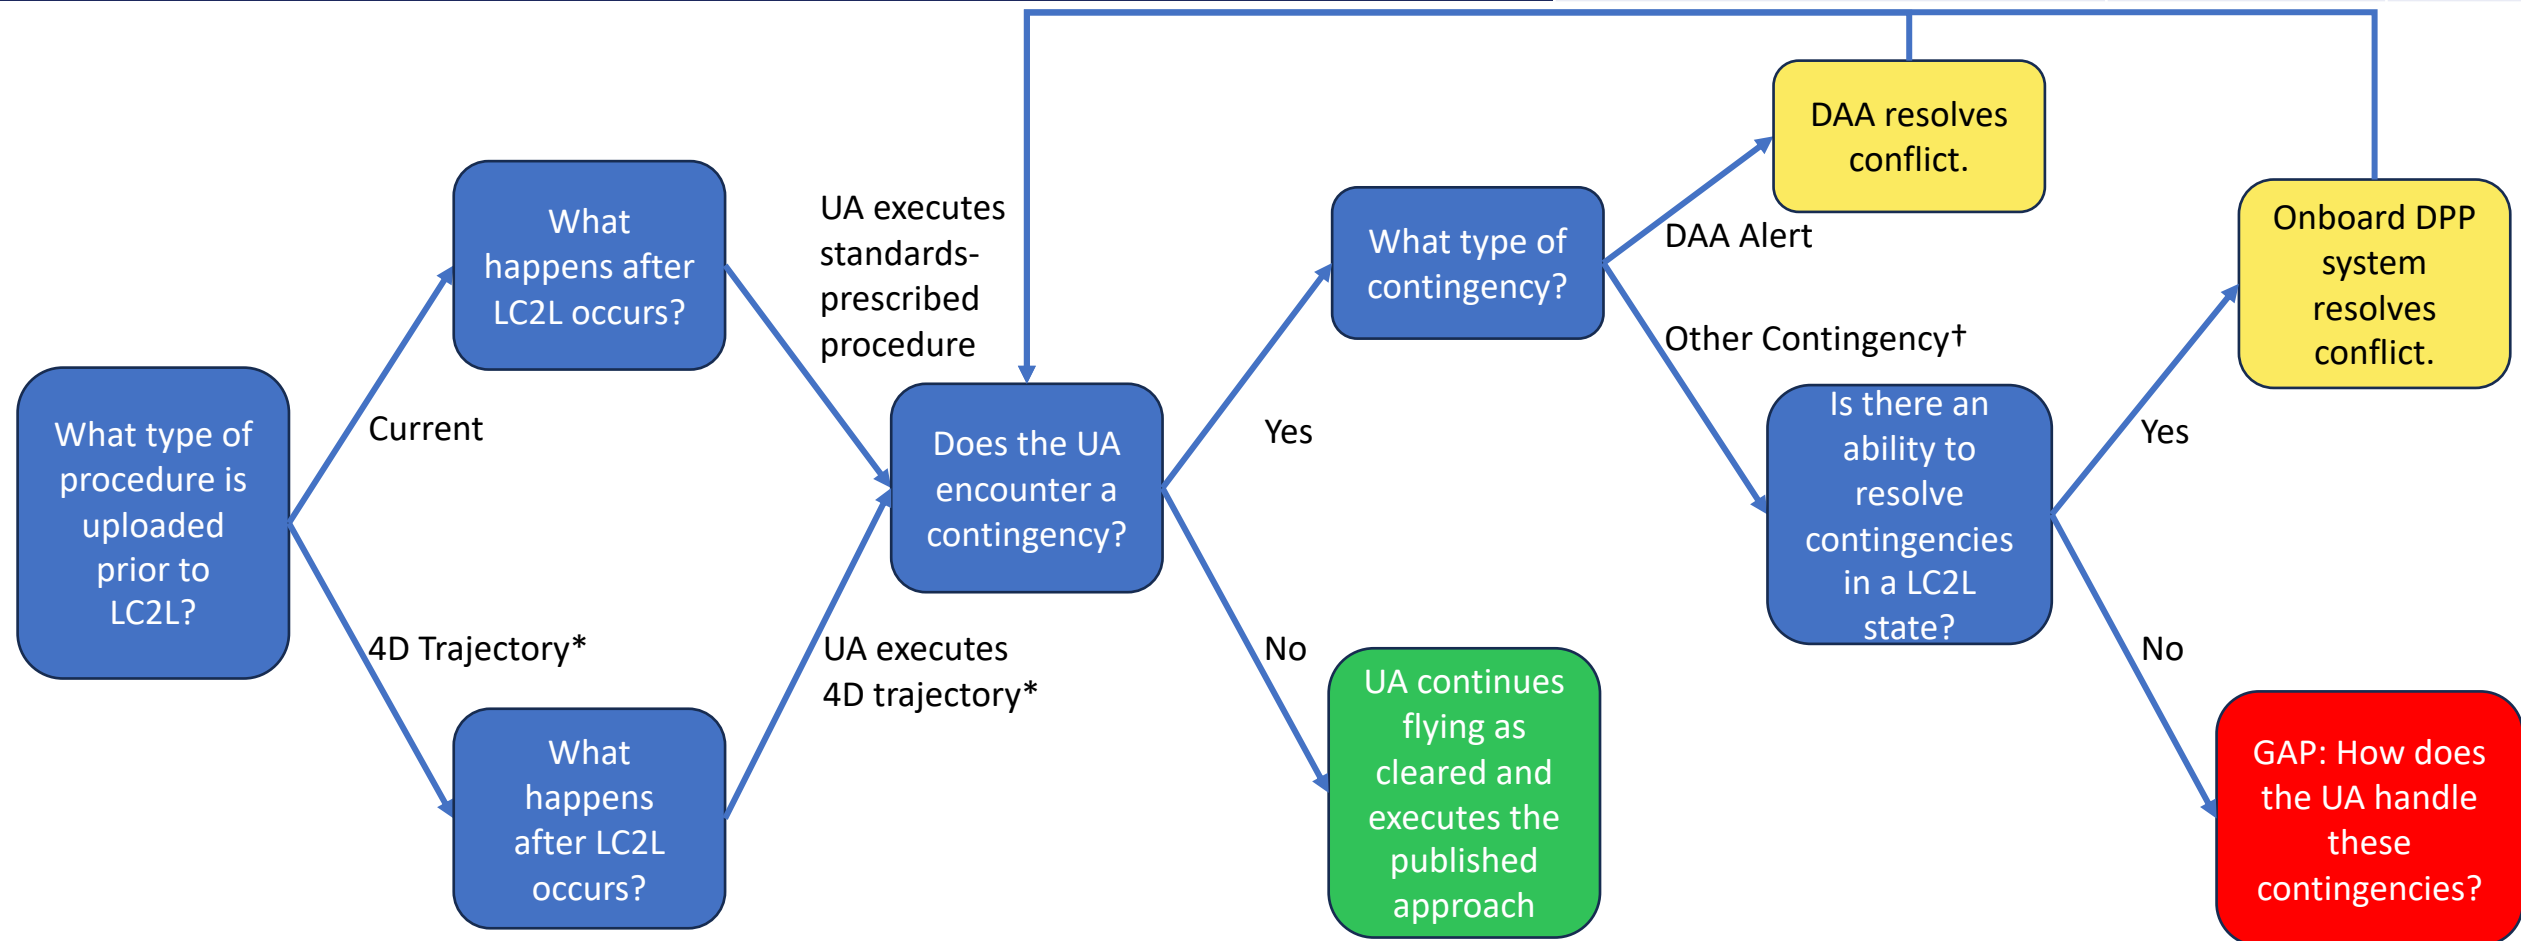 What type of
procedure is
uploaded
prior to
LC2L?
Current
4D Trajectory*
What
happens after
LC2L occurs?
What
happens
after LC2L
occurs?
UA executes
standards-
prescribed
procedure
UA executes
4D trajectory*
Does the UA
encounter a
contingency?
Yes
No
What type of
contingency?
UA continues
flying as
cleared and
executes the
published
approach
DAA Alert
Other Contingency†
DAA resolves
conflict.
Is there an
ability to
resolve
contingencies
in a LC2L
state?
Yes
No
Onboard DPP
system
resolves
conflict.
GAP: How does
the UA handle
these
contingencies?